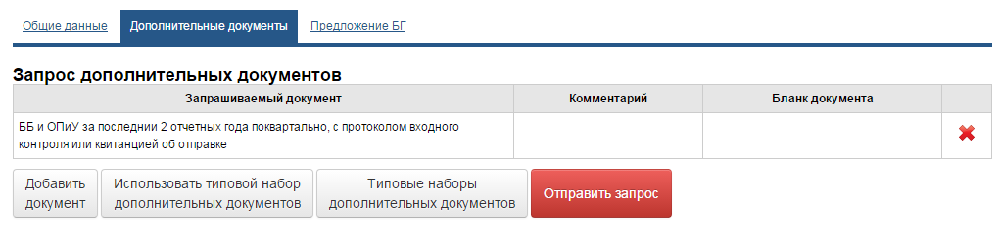 Общие данные Дополнительные документы Предложение БГ
Запрос дополнительных документов
Запрашиваемый документ Комментарий Бланк документа
ББ и ОПиУ за последнии 2 отчетных года поквартально, с протоколом входного
контроля или квитанцией об отправке
Добавить
документ
Использовать типовой набор
дополнительных документов
Типовые наборы
дополнительных документов
Отправить запрос